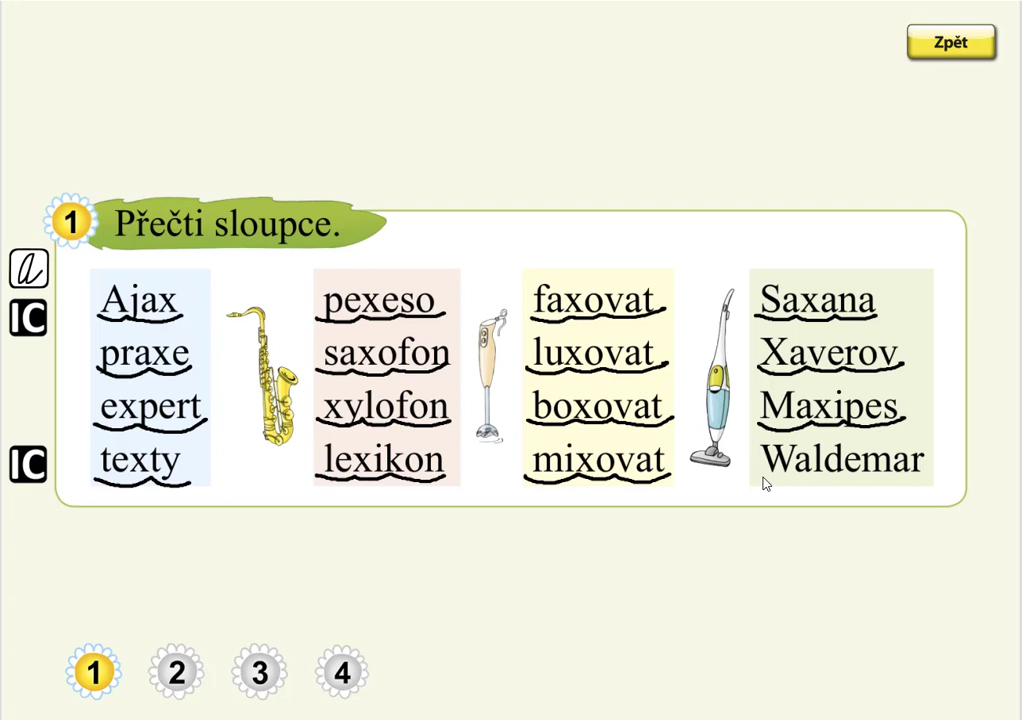 Zpět
1 Přečti sloupce.
a
IC
Ajax
praxe
expert
texty
pexeso
saxofon
xylofon
lexikon
faxovat
luxovat
boxovat
mixovat
Saxana
Xaverov
Maxipes
Waldemar
IC
1 2 3 4